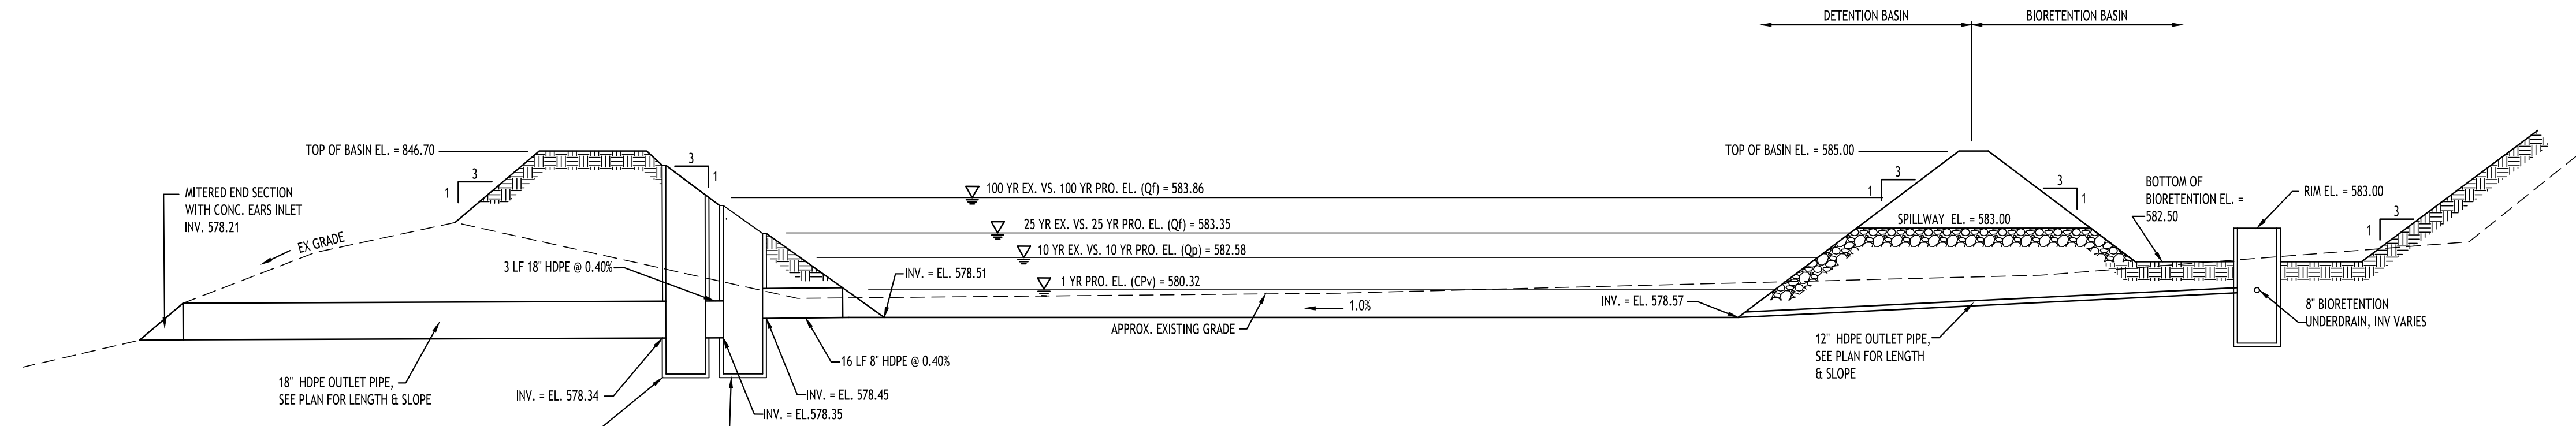 DETENTION BASIN
BIORETENTION BASIN
TOP OF BASIN EL. = 846.70
3
1
3
1
MITERED END SECTION
WITH CONC. EARS INLET
INV. 578.21
EX GRADE
3 LF 18" HDPE @ 0.40%
18"  HDPE OUTLET PIPE,
SEE PLAN FOR LENGTH & SLOPE
INV. = EL. 578.34
INV. = EL.578.35
INV. = EL. 578.45
16 LF 8" HDPE @ 0.40%
INV. = EL. 578.51
100 YR EX. VS. 100 YR PRO. EL. (Qf) = 583.86
25 YR EX. VS. 25 YR PRO. EL. (Qf) = 583.35
10 YR EX. VS. 10 YR PRO. EL. (Qp) = 582.58
1 YR PRO. EL. (CPv) = 580.32
1.0%
APPROX. EXISTING GRADE
INV. = EL. 578.57
TOP OF BASIN EL. = 585.00
3
1
3
1
SPILLWAY  EL. = 583.00
BOTTOM OF
BIORETENTION EL. =
582.50
RIM EL. = 583.00
3
1
8" BIORETENTION
UNDERDRAIN, INV VARIES
12"  HDPE OUTLET PIPE,
SEE PLAN FOR LENGTH
& SLOPE